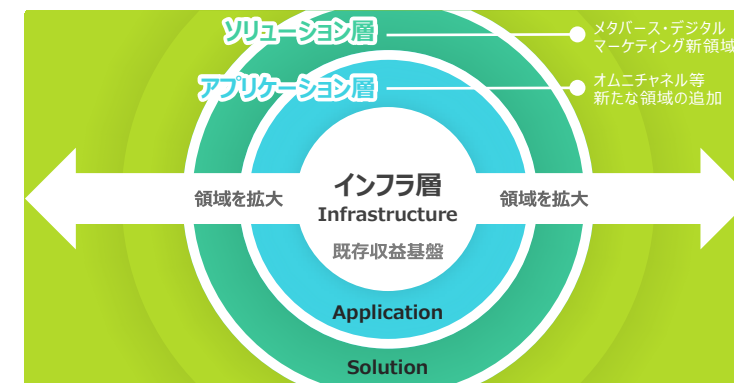 ソリューション層
メタバース・デジタル
マーケティング新領域
アプリケーション層
オムニチャネル等
新たな領域の追加
インフラ層
Infrastructure
領域を拡大
領域を拡大
既存収益基盤
Application
Solution